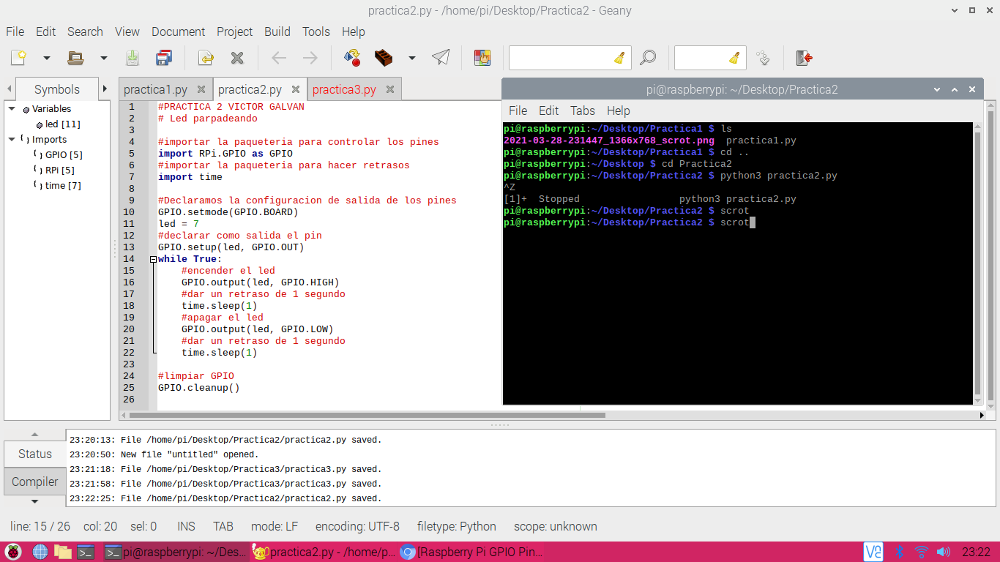 practica2.py - /home/pi/Desktop/Practica2 - Geany
File Edit Search View Document Project Build Tools Help
Symbols
Variables
led [11]
Imports
GPIO [5]
RPi [5]
time [7]
practica1.py practica2.py practica3.py
1 #PRACTICA 2 VICTOR GALVAN
2 # Led parpadeando
3
4 #importar la paqueteria para controlar los pines
5 import RPi.GPIO as GPIO
6 #importar la paqueteria para hacer retrasos
7 import time
8
9 #Declaramos la configuracion de salida de los pines
10 GPIO.setmode(GPIO.BOARD)
11 led = 7
12 #declarar como salida el pin
13 GPIO.setup(led, GPIO.OUT)
14 while True:
15 #encender el led
16 GPIO.output(led, GPIO.HIGH)
17 #dar un retraso de 1 segundo
18 time.sleep(1)
19 #apagar el led
20 GPIO.output(led, GPIO.LOW)
21 #dar un retraso de 1 segundo
22 time.sleep(1)
23
24 #limpiar GPIO
25 GPIO.cleanup()
26
pi@raspberrypi: ~/Desktop/Practica2
File Edit Tabs Help
pi@raspberrypi:~/Desktop/Practica1 $ ls
2021-03-28-231447_1366x768_scrot.png practica1.py
pi@raspberrypi:~/Desktop/Practica1 $ cd ..
pi@raspberrypi:~/Desktop $ cd Practica2
pi@raspberrypi:~/Desktop/Practica2 $ python3 practica2.py
^Z
[1]+ Stopped python3 practica2.py
pi@raspberrypi:~/Desktop/Practica2 $ scrot
pi@raspberrypi:~/Desktop/Practica2 $ scrot
Status
Compiler
23:20:13: File /home/pi/Desktop/Practica2/practica2.py saved.
23:20:50: New file "untitled" opened.
23:21:18: File /home/pi/Desktop/Practica3/practica3.py saved.
23:21:58: File /home/pi/Desktop/Practica3/practica3.py saved.
23:22:25: File /home/pi/Desktop/Practica2/practica2.py saved.
line: 15 / 26 col: 20 sel: 0 INS TAB mode: LF encoding: UTF-8 filetype: Python scope: unknown
pi@raspberrypi: ~/Des... practica2.py - /home/p... [Raspberry Pi GPIO Pin... 23:22